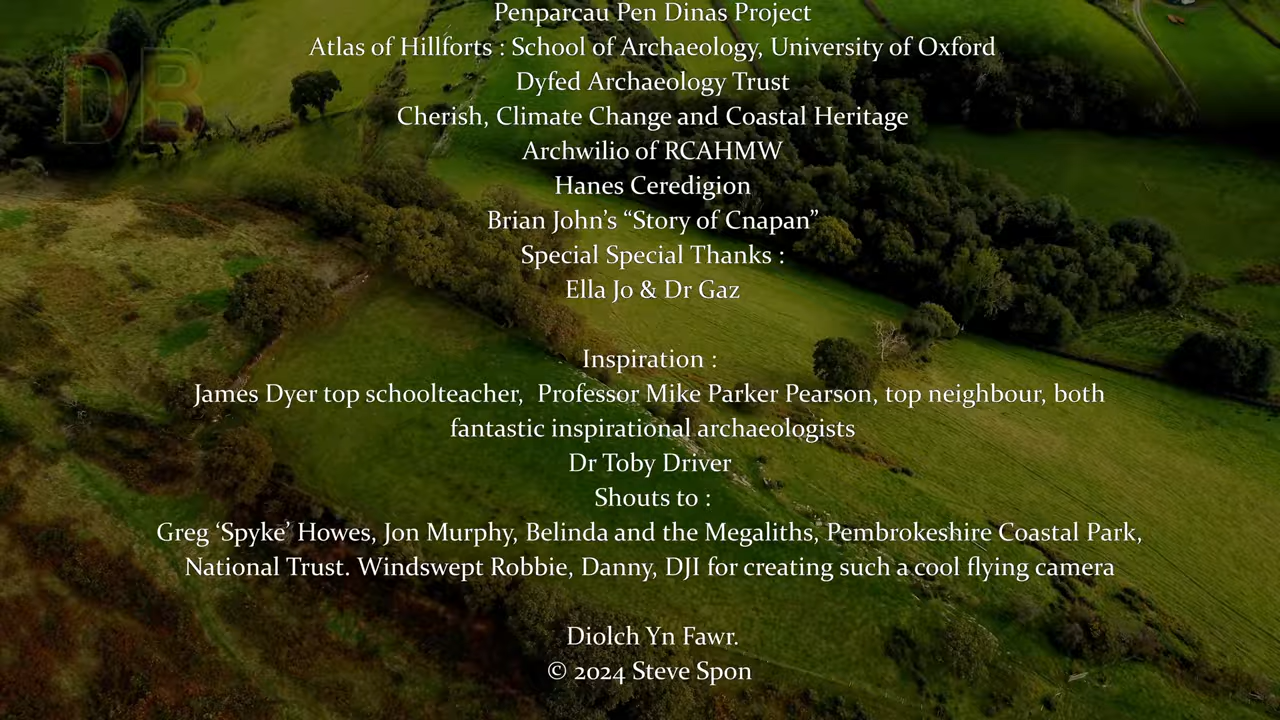 Penparcau Pen Dinas Project
Atlas of Hillforts : School of Archaeology, University of Oxford
DB
Dyfed Archaeology Trust
Cherish, Climate Change and Coastal Heritage
Archwilio of RCAHMW
Hanes Ceredigion
Brian John’s “Story of Cnapan”
Special Special Thanks :
Ella Jo & Dr Gaz
Inspiration :
James Dyer top schoolteacher,  Professor Mike Parker Pearson, top neighbour, both
fantastic inspirational archaeologists
Dr Toby Driver
Shouts to :
Greg ‘Spyke’ Howes, Jon Murphy, Belinda and the Megaliths, Pembrokeshire Coastal Park,
National Trust. Windswept Robbie, Danny, DJI for creating such a cool flying camera
Diolch Yn Fawr.
© 2024 Steve Spon